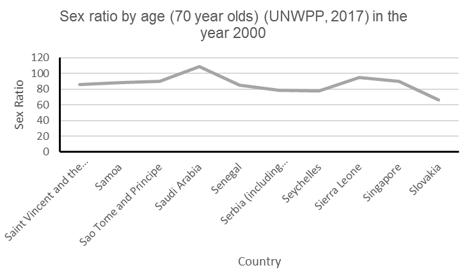 Sex ratio by age (70 year olds) (UNWPP, 2017) in the
year 2000
Sex Ratio
120
100
80
60
40
20
0
Saint Vincent and the...
Samoa
Sao Tome and Principe
Saudi Arabia
Senegal
Serbia (including...
Seychelles
Sierra Leone
Singapore
Slovakia
Country